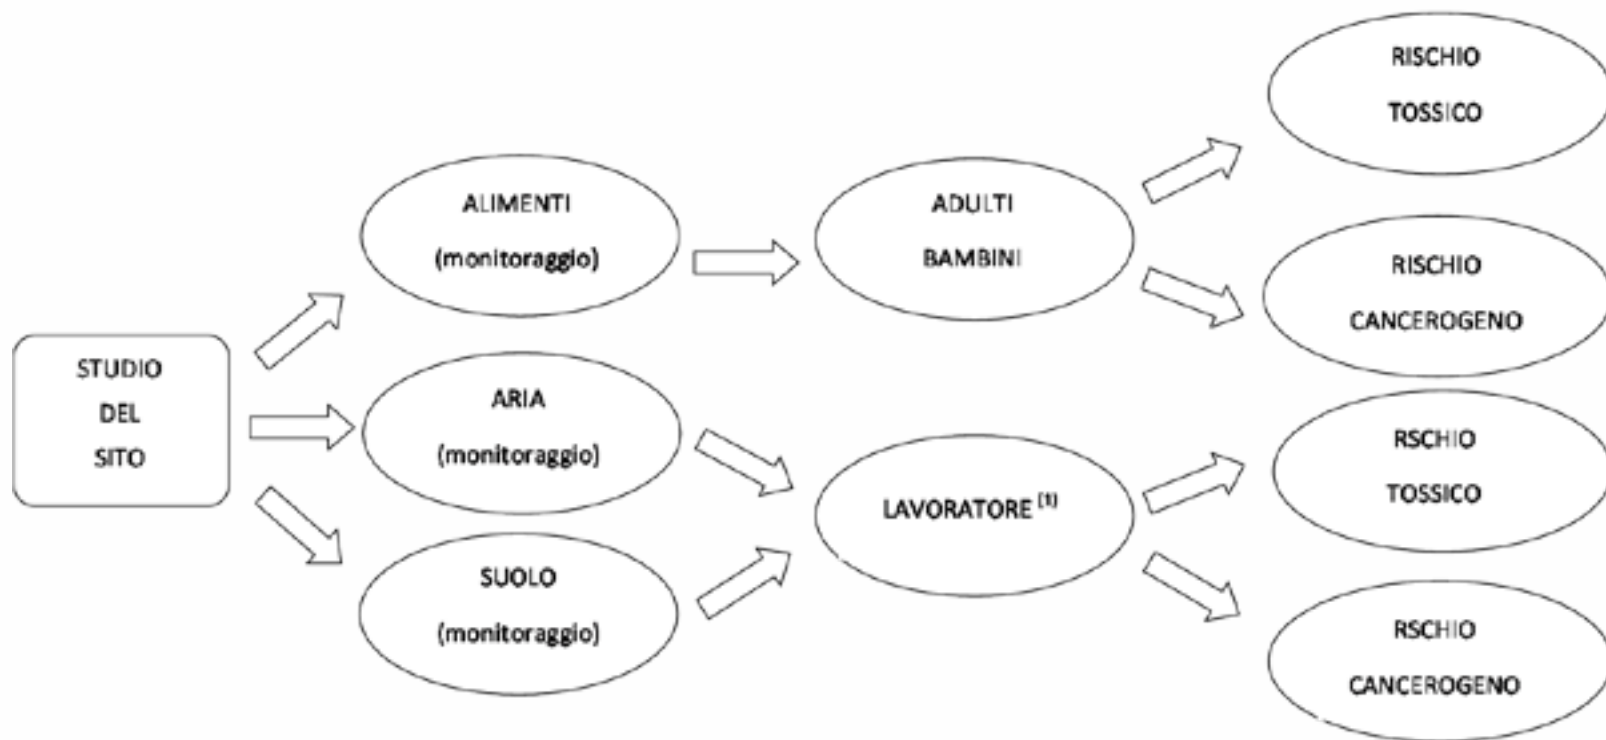 STUDIO
DEL
SITO
ALIMENTI
(monitoraggio)
ARIA
(monitoraggio)
SUOLO
(monitoraggio)
ADULTI
BAMBINI
LAVORATORE (1)
RISCHIO
TOSSICO
RISCHIO
CANCEROGENO
RSCHIO
TOSSICO
RSCHIO
CANCEROGENO